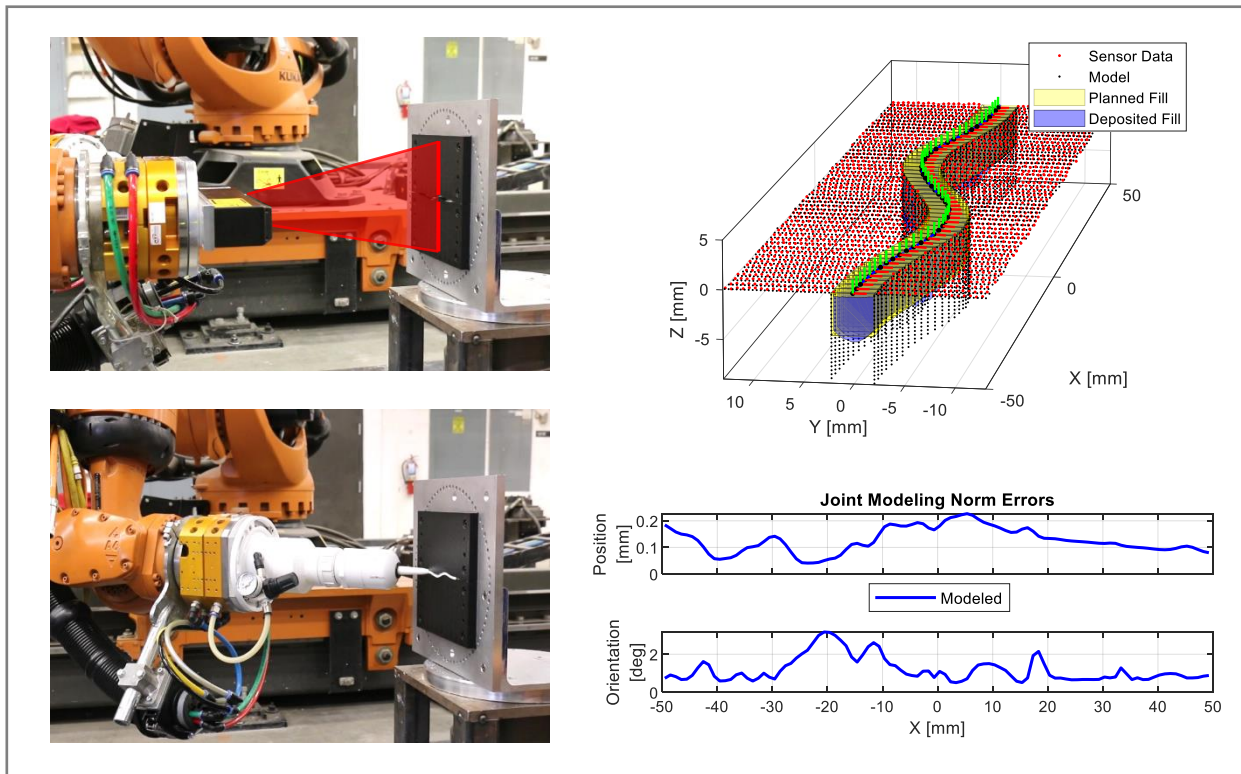 KUKA
Sensor Data
Model
Planned Fill
Deposited Fill
5
0
-5
Z [mm]
10
5
0
-5
-10
Y [mm]
-50
0
50
X [mm]
Joint Modeling Norm Errors
Position
[mm]
0.2
0.1
0
Modeled
Orientation
[deg]
2
0
-50
-40
-30
-20
-10
0
10
20
30
40
50
X [mm]